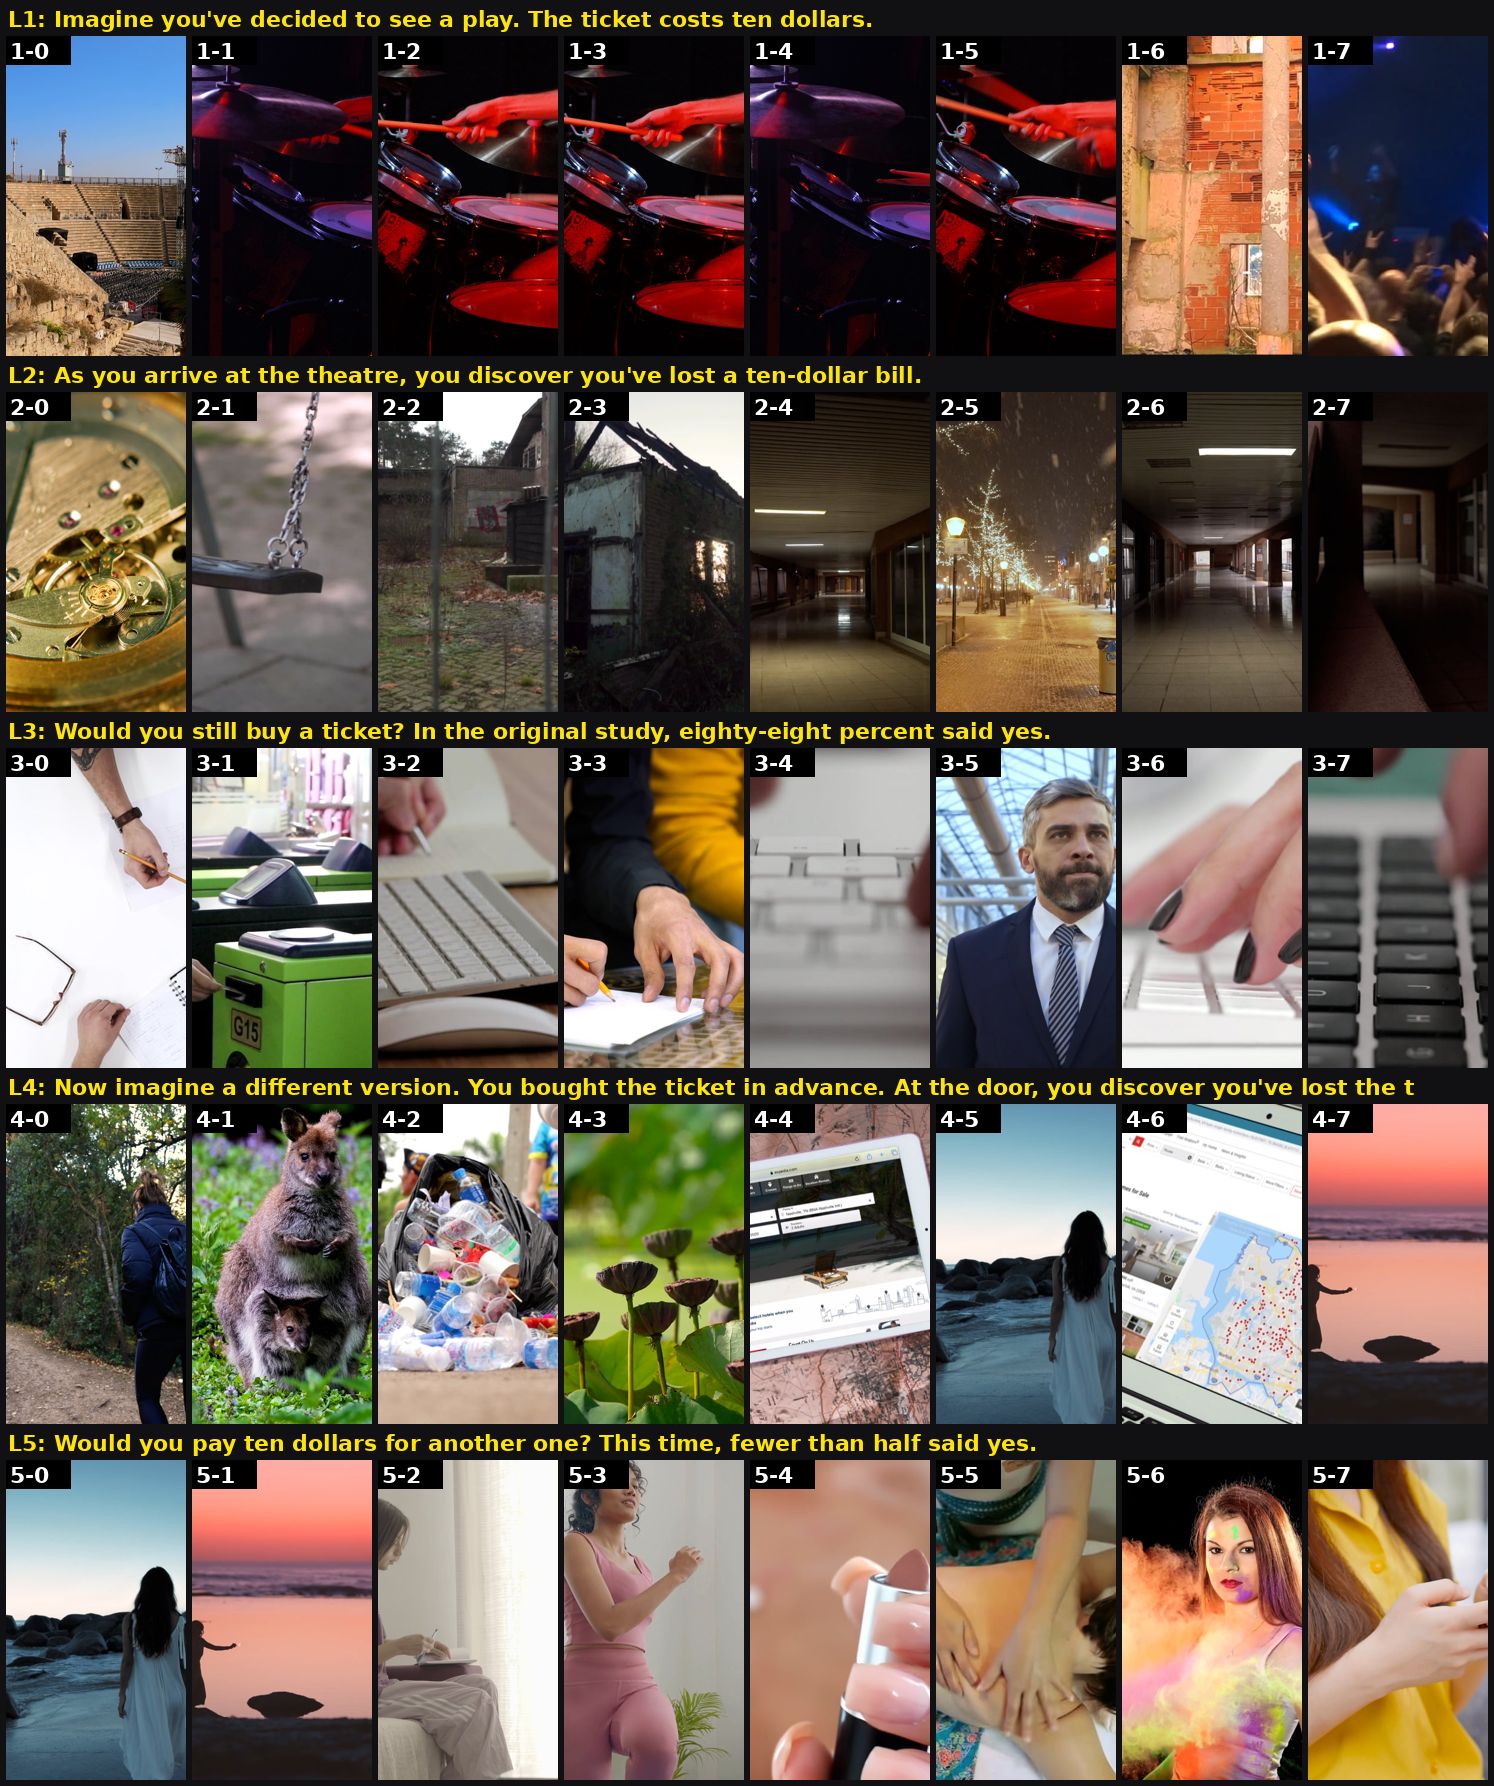 L1: Imagine you've decided to see a play. The ticket costs ten dollars.
1-0 1-1 1-2 1-3 1-4 1-5 1-6 1-7
L2: As you arrive at the theatre, you discover you've lost a ten-dollar bill.
2-0 2-1 2-2 2-3 2-4 2-5 2-6 2-7
L3: Would you still buy a ticket? In the original study, eighty-eight percent said yes.
3-0 3-1 3-2 3-3 3-4 3-5 3-6 3-7
G15
L4: Now imagine a different version. You bought the ticket in advance. At the door, you discover you've lost the t
4-0 4-1 4-2 4-3 4-4 4-5 4-6 4-7
L5: Would you pay ten dollars for another one? This time, fewer than half said yes.
5-0 5-1 5-2 5-3 5-4 5-5 5-6 5-7